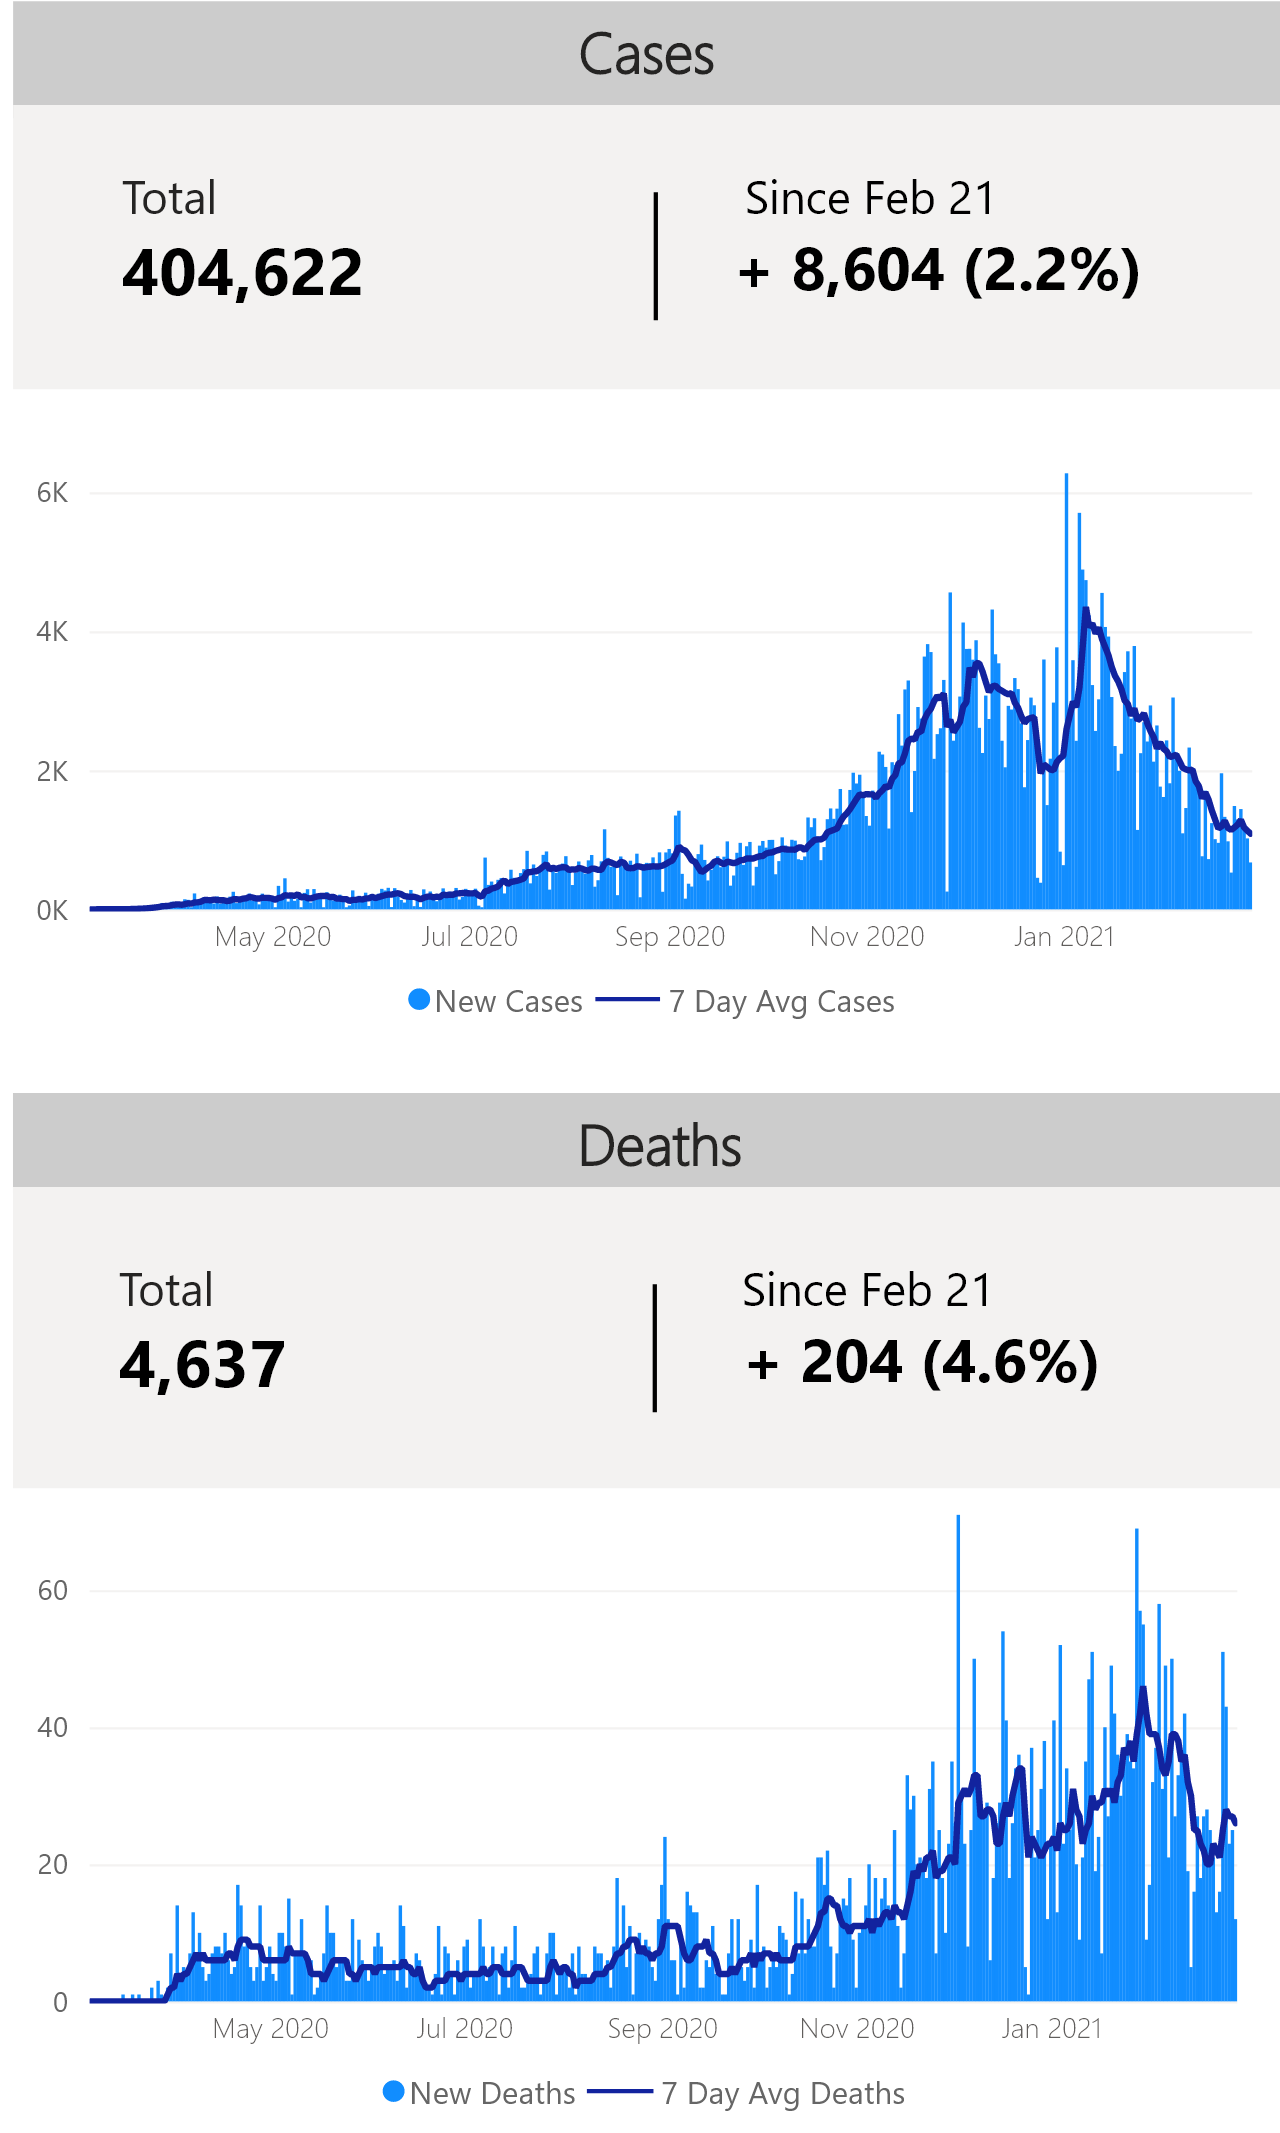 Cases
Total
Since Feb 21
404,622
+ 8,604 (2.2%)
6K
4K
2K
0K
May 2020
Jul 2020
Sep 2020
Nov 2020
Jan 2021
New Cases
7 Day Avg Cases
Deaths
Total
Since Feb 21
4,637
+ 204 (4.6%)
60
40
20
0
May 2020
Jul 2020
Sep 2020
Nov 2020
Jan 2021
New Deaths
7 Day Avg Deaths